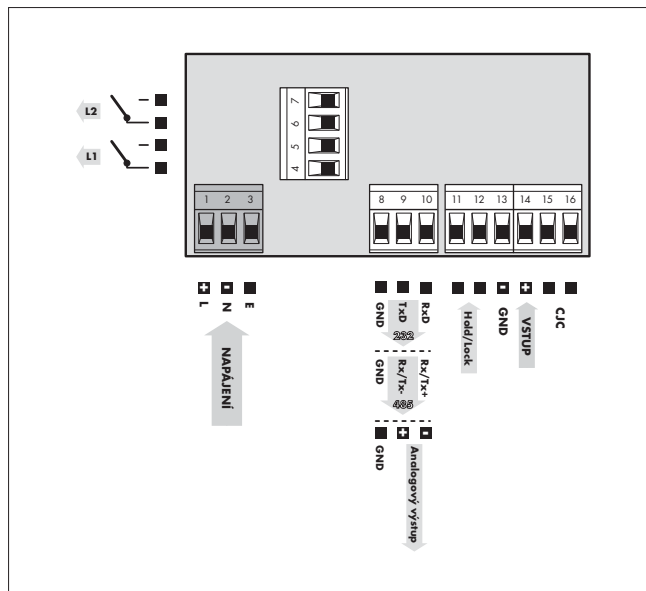 L2
L1
7
6
5
4
1 2 3
8 9 10
11 12 13
14 15 16
+ - 
L N E
NAPÁJENÍ
GND TxD RxD
232
GND Rx/Tx- Rx/Tx+
485
+ -
GND
Analogový výstup
Hold/Lock
- +
GND
VSTUP
CJC